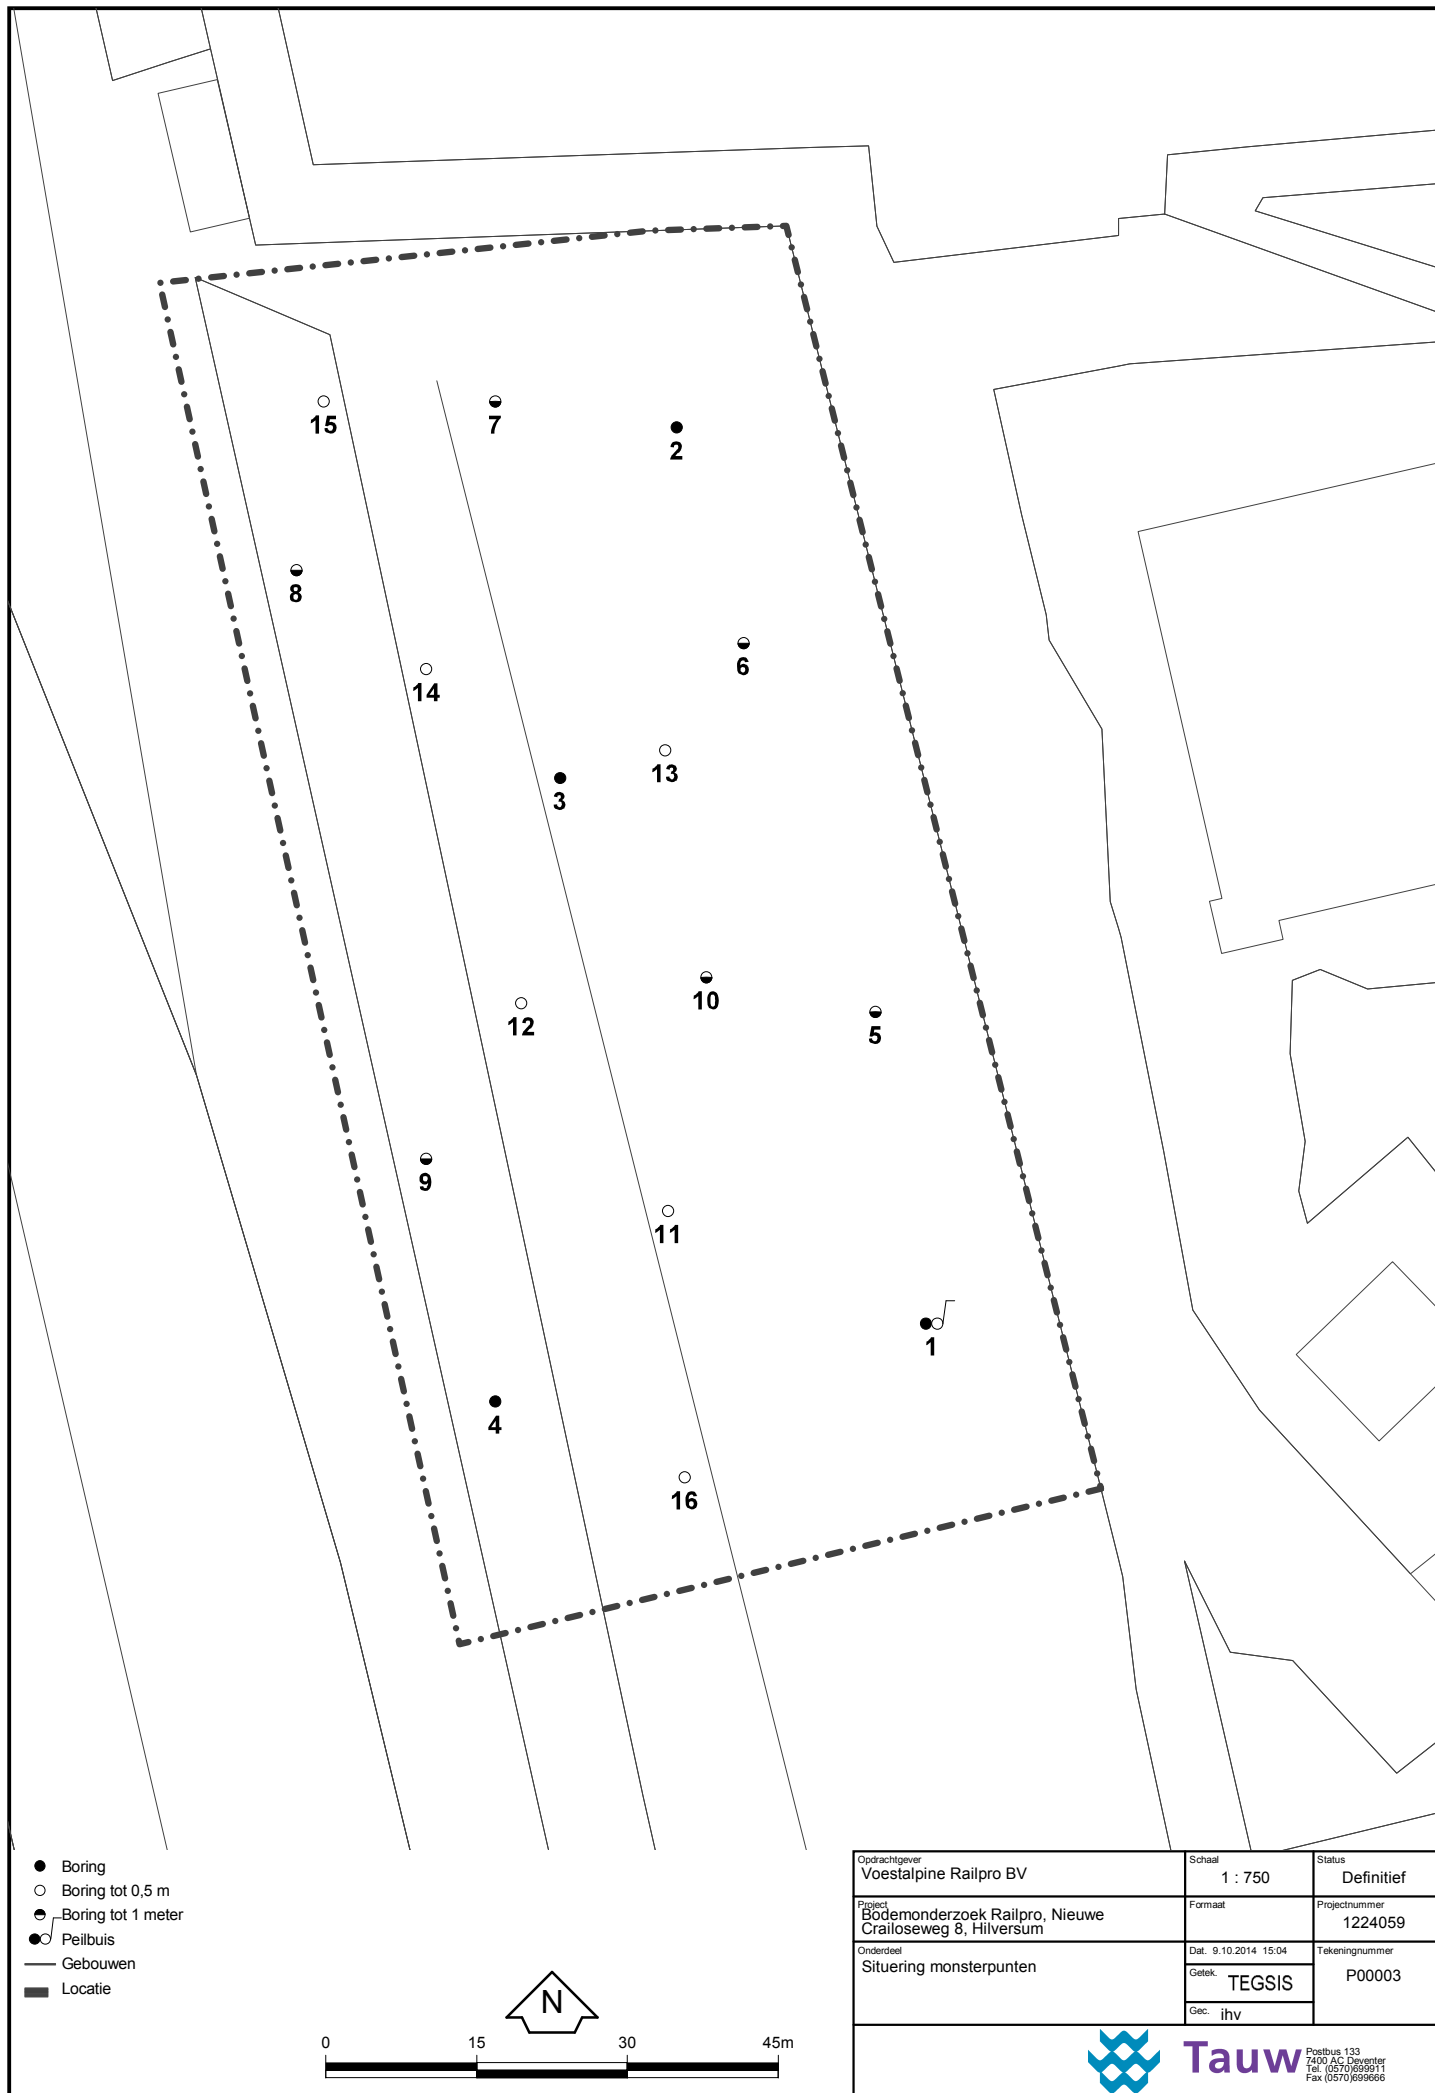 15
7
2
8
6
14
13
3
10
12
5
9
11
1
4
16
Boring
Boring tot 0,5 m
Boring tot 1 meter
Peilbuis
Gebouwen
Locatie
N
0 15 30 45m
Opdrachtgever
Voestalpine Railpro BV
Schaal
1 : 750
Status
Definitief
Project
Bodemonderzoek Railpro, Nieuwe
Crailoseweg 8, Hilversum
Formaat
Projectnummer
1224059
Onderdeel
Situering monsterpunten
Dat. 9.10.2014 15:04
Getek. TEGSIS
Gec. ihv
Tekeningnummer
P00003
Tauw
Postbus 133
7400 AC Deventer
Tel. (0570)699911
Fax (0570)699666